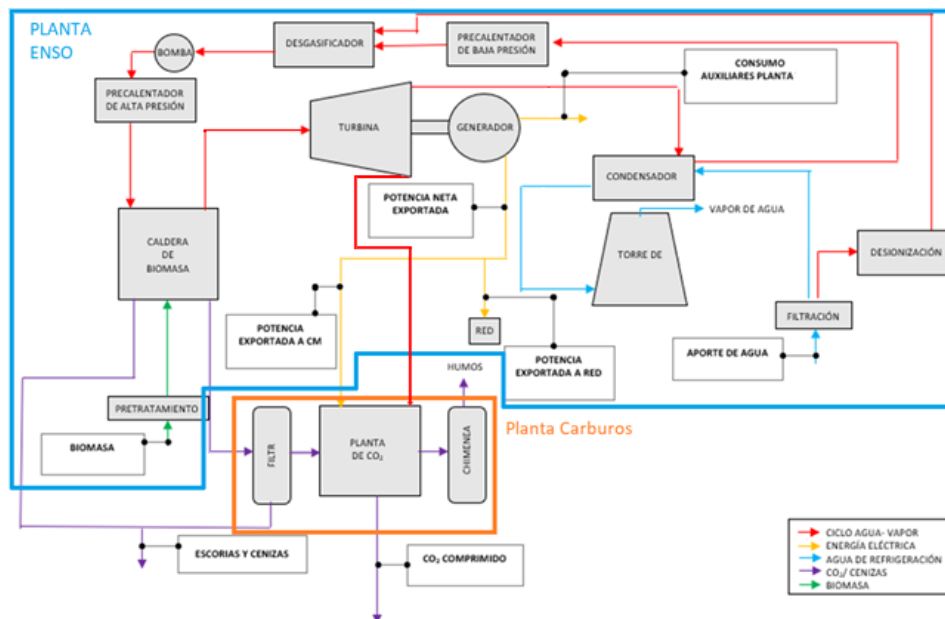 PLANTA
ENSO
BOMBA
DESGASIFICADOR
PRECALENTADOR
DE BAJA PRESIÓN
CONSUMO
AUXILIARES PLANTA
PRECALENTADOR
DE ALTA PRESIÓN
TURBINA
GENERADOR
CONDENSADOR
POTENCIA NETA
EXPORTADA
VAPOR DE AGUA
CALDERA
DE
BIOMASA
TORRE DE
DESIONIZACIÓN
FILTRACIÓN
POTENCIA
EXPORTADA A CM
RED
POTENCIA
EXPORTADA A RED
APORTE DE AGUA
HUMOS
PRETRATAMIENTO
BIOMASA
FILTR
PLANTA
DE CO₂
CHIMENEA
Planta Carburos
ESCORIAS Y CENIZAS
CO₂ COMPRIMIDO
CICLO AGUA- VAPOR
ENERGÍA ELÉCTRICA
AGUA DE REFRIGERACIÓN
CO₂/ CENIZAS
BIOMASA